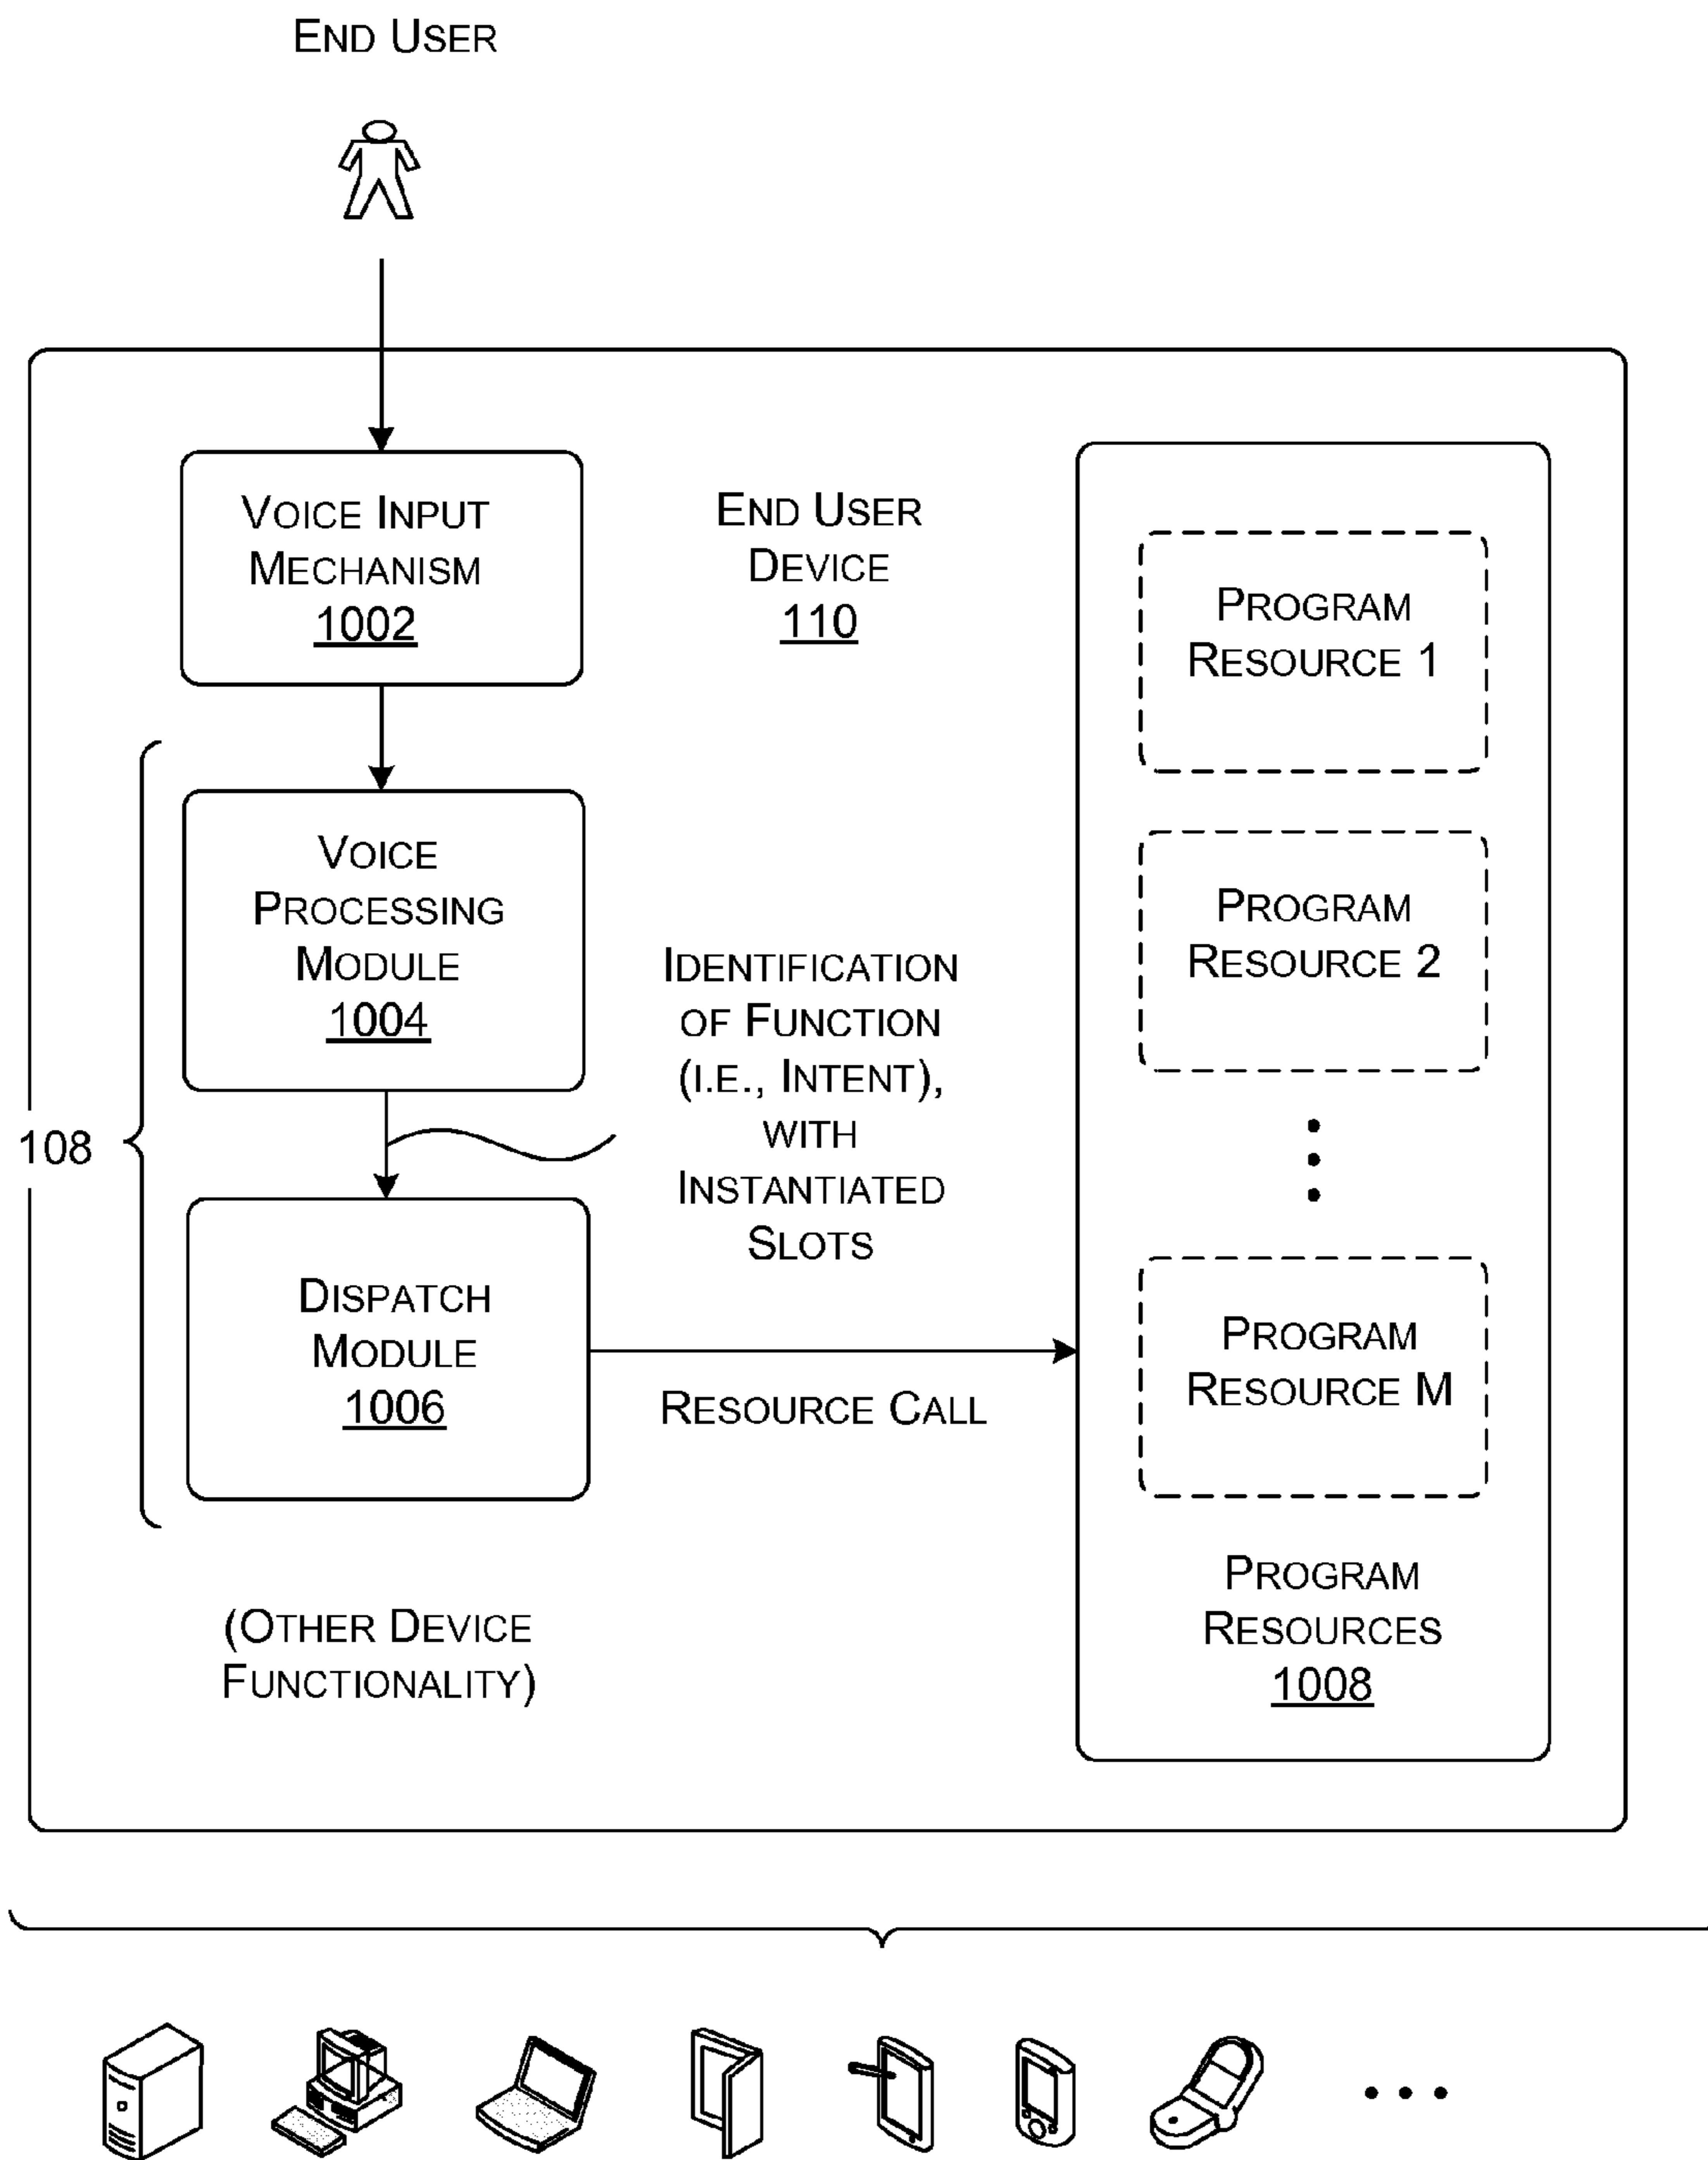 END USER
VOICE INPUT
MECHANISM
1002
END USER
DEVICE
110
PROGRAM
RESOURCE 1
VOICE
PROCESSING
MODULE
1004
PROGRAM
RESOURCE 2
IDENTIFICATION
OF FUNCTION
(I.E., INTENT),
WITH
INSTANTIATED
SLOTS
108
DISPATCH
MODULE
1006
RESOURCE CALL
PROGRAM
RESOURCE M
PROGRAM
RESOURCES
1008
(OTHER DEVICE
FUNCTIONALITY)